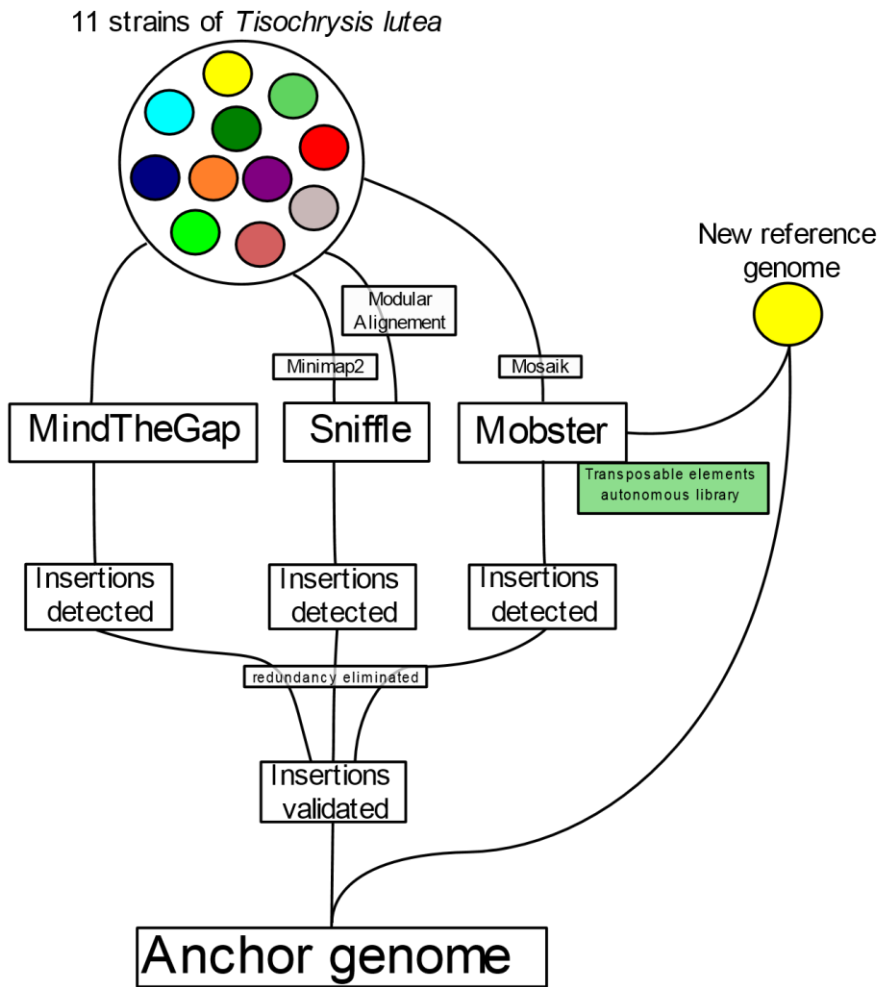 11 strains of Tisochrysis lutea
New reference
genome
Modular
Alignement
Minimap2
Mosaik
MindTheGap
Sniffle
Mobster
Transposable elements
autonomous library
Insertions
detected
Insertions
detected
Insertions
detected
redundancy eliminated
Insertions
validated
Anchor genome